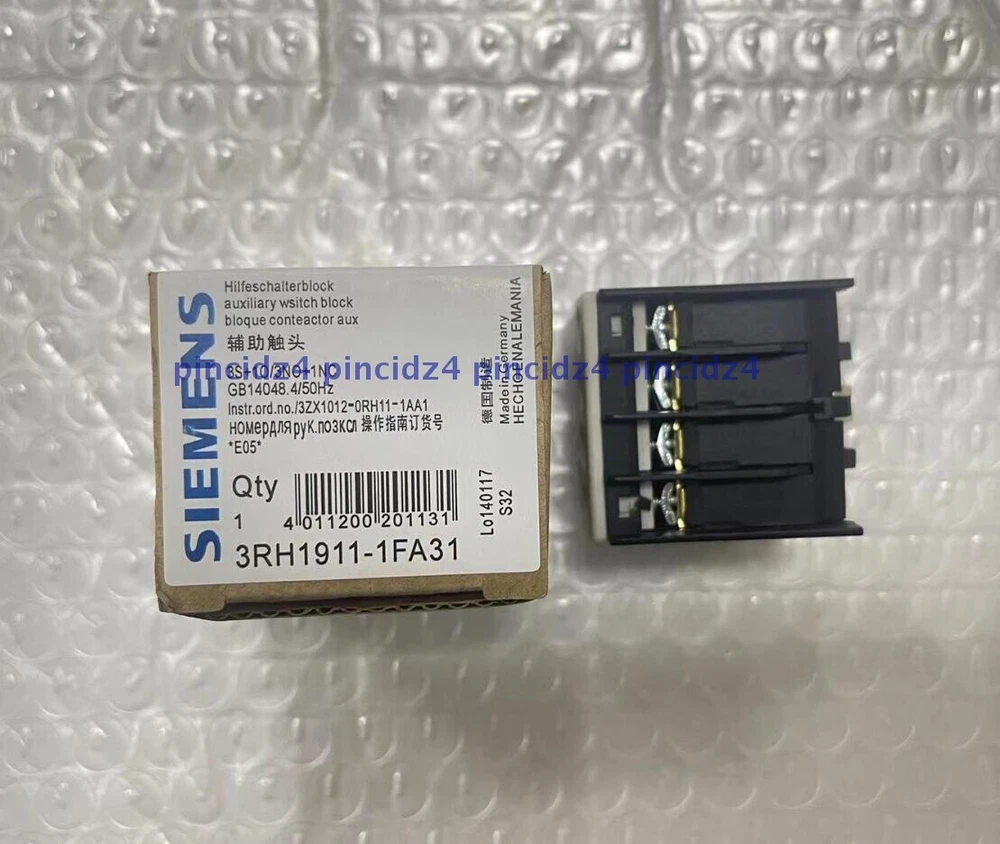 SIEMENS
Hilfeschalterblock
auxiliary wsitch block
bloque conteactor aux
辅助触头
pincidz4 pincidz4 pincidz4 pincidz4 pincidz4
GB14048.4/50Hz
Instr.ord.no./3ZX1012-0RH11-1AA1
操作指南订货号
*E05*
Qty
1
4 011200 201131
3RH1911-1FA31
德国制造
Made in Germany
HECHOENALEMANIA
Lo140117
S32